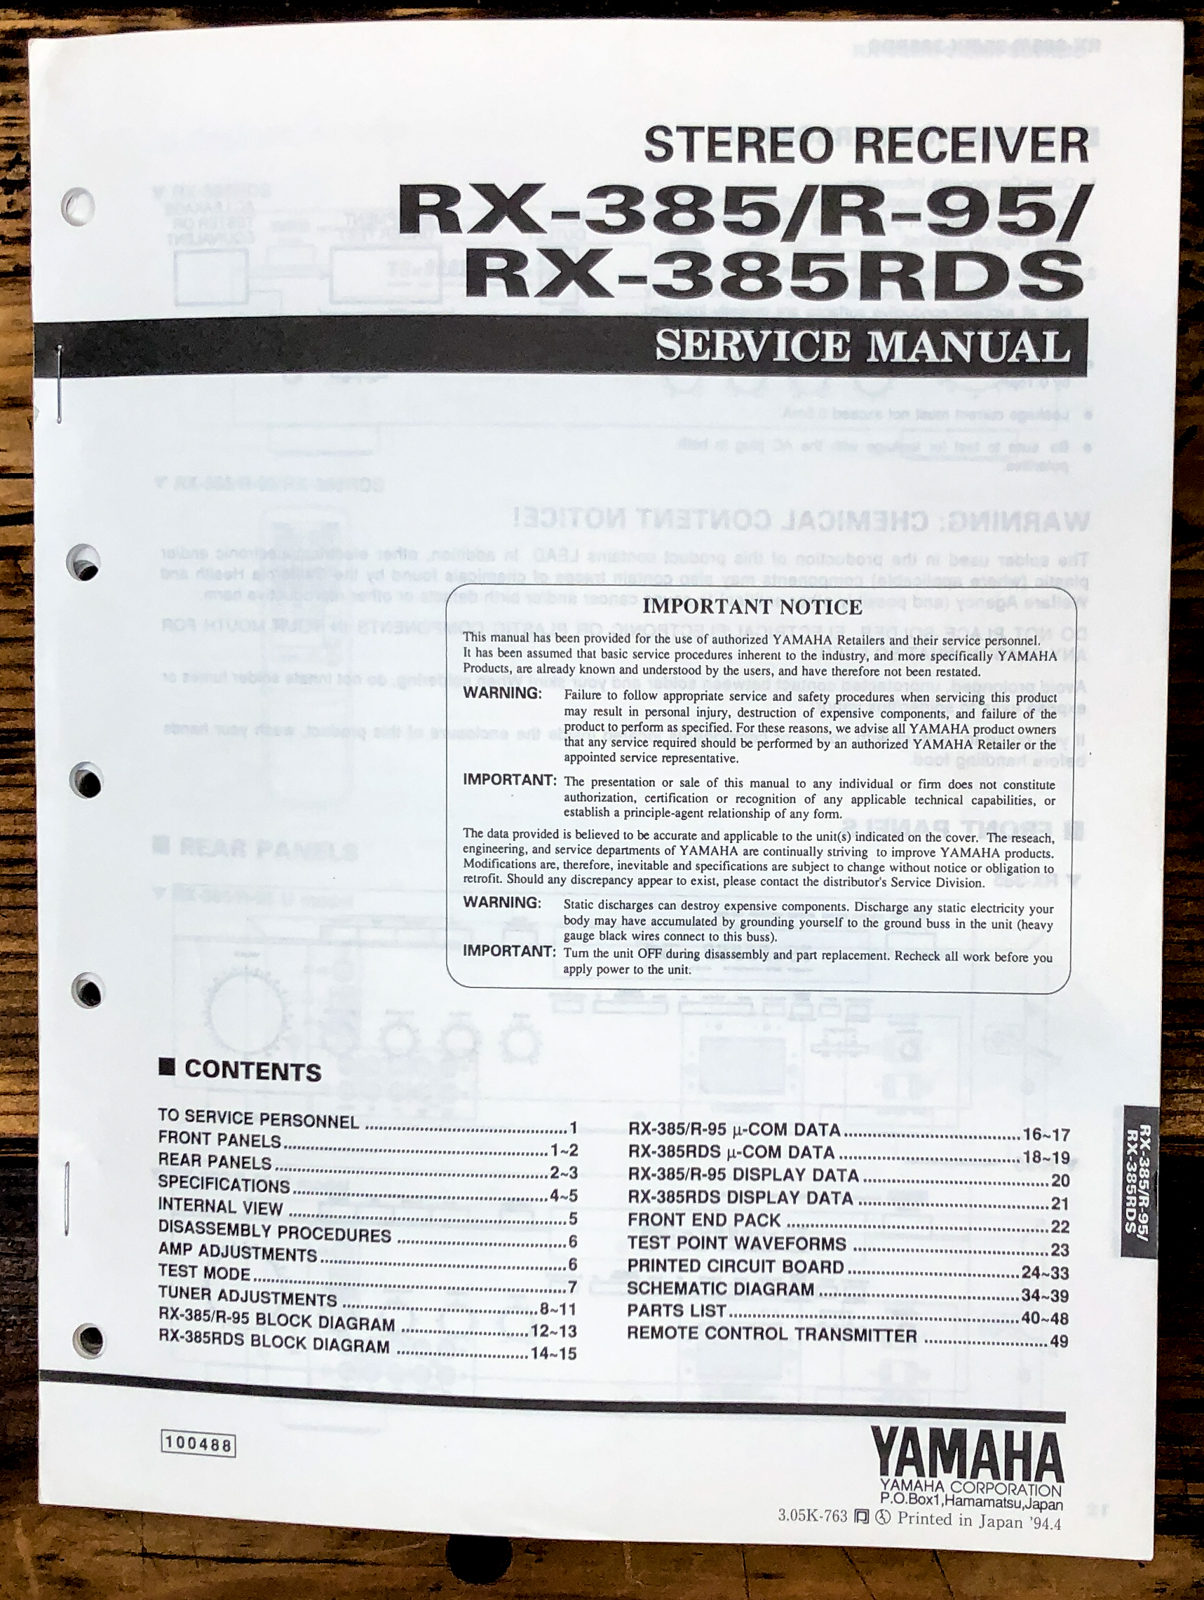 STEREO RECEIVER
RX-385/R-95/
RX-385RDS
SERVICE MANUAL
IMPORTANT NOTICE
This manual has been provided for the use of authorized YAMAHA Retailers and their service personnel.
It has been assumed that basic service procedures inherent to the industry, and more specifically YAMAHA
Products, are already known and understood by the users, and have therefore not been restated.
WARNING: Failure to follow appropriate service and safety procedures when servicing this product
may result in personal injury, destruction of expensive components, and failure of the
product to perform as specified. For these reasons, we advise all YAMAHA product owners
that any service required should be performed by an authorized YAMAHA Retailer or the
appointed service representative.
IMPORTANT: The presentation or sale of this manual to any individual or firm does not constitute
authorization, certification or recognition of any applicable technical capabilities, or
establish a principle-agent relationship of any form.
The data provided is believed to be accurate and applicable to the unit(s) indicated on the cover. The reseach,
engineering, and service departments of YAMAHA are continually striving to improve YAMAHA products.
Modifications are, therefore, inevitable and specifications are subject to change without notice or obligation to
retrofit. Should any discrepancy appear to exist, please contact the distributor's Service Division.
WARNING: Static discharges can destroy expensive components. Discharge any static electricity your
body may have accumulated by grounding yourself to the ground buss in the unit (heavy
gauge black wires connect to this buss).
IMPORTANT: Turn the unit OFF during disassembly and part replacement. Recheck all work before you
apply power to the unit.
■ CONTENTS
TO SERVICE PERSONNEL ........ 1
FRONT PANELS ........ 1~2
REAR PANELS ........ 2~3
SPECIFICATIONS ........ 4~5
INTERNAL VIEW ........ 5
DISASSEMBLY PROCEDURES ........ 6
AMP ADJUSTMENTS ........ 6
TEST MODE ........ 7
TUNER ADJUSTMENTS ........ 8~11
RX-385/R-95 BLOCK DIAGRAM ........ 12~13
RX-385RDS BLOCK DIAGRAM ........ 14~15
RX-385/R-95 µ-COM DATA ........ 16~17
RX-385RDS µ-COM DATA ........ 18~19
RX-385/R-95 DISPLAY DATA ........ 20
RX-385RDS DISPLAY DATA ........ 21
FRONT END PACK ........ 22
TEST POINT WAVEFORMS ........ 23
PRINTED CIRCUIT BOARD ........ 24~33
SCHEMATIC DIAGRAM ........ 34~39
PARTS LIST ........ 40~48
REMOTE CONTROL TRANSMITTER ........ 49
RX-385/R-95/
RX-385RDS
100488
YAMAHA
YAMAHA CORPORATION
P.O.Box1,Hamamatsu,Japan
3.05K-763 Printed in Japan '94.4